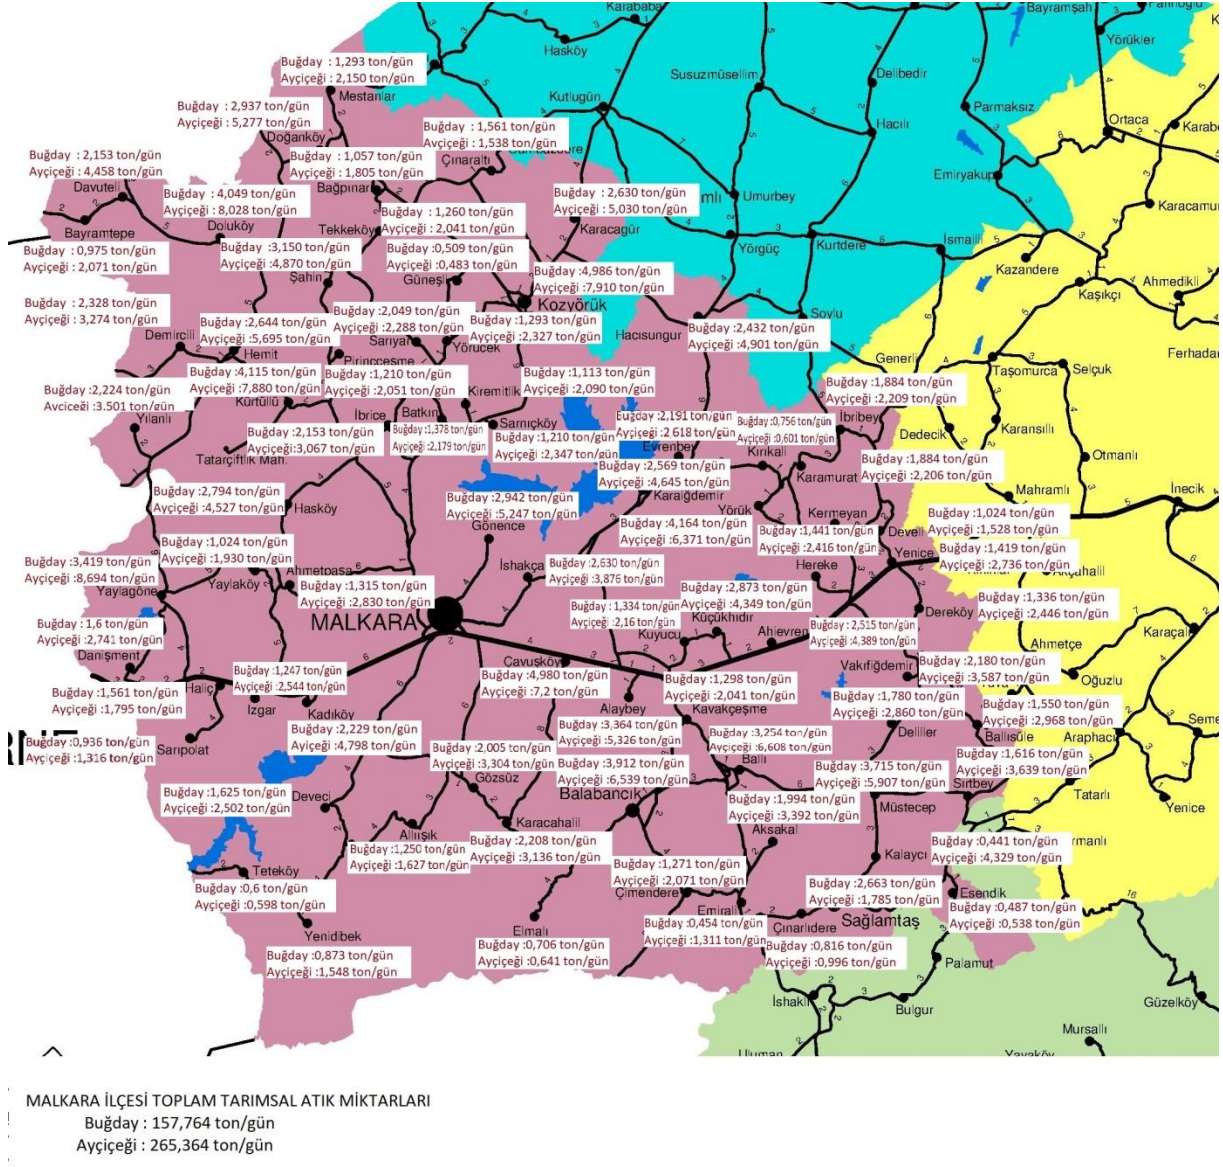 Karababa
Bayramşah
Hasköy
Yörükler
Buğday : 1,293 ton/gün
Ayçiçeği : 2,150 ton/gün
Susuzmüsellim
Delibedir
Mestanlar
Kutlugün
Parmaksız
Buğday : 2,937 ton/gün
Ayçiçeği : 5,277 ton/gün
Ortaca
Doğanköy
Buğday : 1,561 ton/gün
Ayçiçeği : 1,538 ton/gün
Hacılı
Buğday : 2,153 ton/gün
Ayçiçeği : 4,458 ton/gün
Buğday : 1,057 ton/gün
Ayçiçeği : 1,805 ton/gün
Çınaraltı
Emiryakup
Davuteli
Bağpınar
Buğday : 4,049 ton/gün
Ayçiçeği : 8,028 ton/gün
Buğday : 2,630 ton/gün
Ayçiçeği : 5,030 ton/gün
Umurbey
Karacamu
Bayramtepe
Doluköy
Tekkeköy
Buğday : 1,260 ton/gün
Ayçiçeği : 2,041 ton/gün
Karacagür
Yörgüç
Kurtdere
İsmaili
Buğday :0,975 ton/gün
Ayçiçeği : 2,071 ton/gün
Buğday :3,150 ton/gün
Ayçiçeği :4,870 ton/gün
Buğday :0,509 ton/gün
Ayçiçeği :0,483 ton/gün
Kazandere
Şahin
Güneşli
Buğday :4,986 ton/gün
Ayçiçeği :7,910 ton/gün
Kaşıkçı
Ahmedikli
Buğday : 2,328 ton/gün
Ayçiçeği : 3,274 ton/gün
Kozyörük
Buğday :2,049 ton/gün
Ayçiçeği : 2,288 ton/gün
Buğday :1,293 ton/gün
Ayçiçeği : 2,327 ton/gün
Soylu
Demircili
Buğday :2,644 ton/gün
Ayçiçeği :5,695 ton/gün
Hacısungur
Buğday :2,432 ton/gün
Ayçiçeği :4,901 ton/gün
Hemit
Sarıyar
Yörücek
Pirinççeşme
Generli
Ferhadan
Taşomurca
Selçuk
Buğday :2,224 ton/gün
Avciceği :3.501 ton/gün
Buğday :4,115 ton/gün
Ayçiçeği :7,880 ton/gün
Buğday :1,210 ton/gün
Ayçiçeği :2,051 ton/gün
Buğday :1,113 ton/gün
Ayçiçeği :2,090 ton/gün
Buğday :1,884 ton/gün
Ayçiçeği :2,209 ton/gün
Kürtüllü
Kiremitlik
Yılanlı
İbrice
Batkın
Sarnıçköy
İbribey
Dedecik
Karansıllı
Buğday :2,153 ton/gün
Ayçiçeği:3,067 ton/gün
Buğday :1,378 ton/gün
Ayçiçeği :2,179 ton/gün
Buğday :1,210 ton/gün
Ayçiçeği :2,347 ton/gün
Buğday :2,191 ton/gün
Ayçiçeği :2,618 ton/gün
Buğday :0,756 ton/gün
Ayçiçeği :0,601 ton/gün
Tatarçiftlik Mah.
Evrenbey
Kırıkali
Otmanlı
Buğday :2,569 ton/gün
Ayçiçeği :4,645 ton/gün
Karamurat
Buğday :1,884 ton/gün
Ayçiçeği :2,206 ton/gün
Buğday :2,794 ton/gün
Ayçiçeği :4,527 ton/gün
Buğday :2,942 ton/gün
Ayçiçeği :5,247 ton/gün
Karaiğdemir
Mahramlı
İnecik
Hasköy
Yörük
Kermeyan
Buğday :1,024 ton/gün
Ayçiçeği :1,528 ton/gün
Gönence
Buğday :4,164 ton/gün
Ayçiçeği :6,371 ton/gün
Buğday :1,441 ton/gün
Ayçiçeği :2,416 ton/gün
Develi
Buğday :1,024 ton/gün
Ayçiçeği :1,930 ton/gün
Yenice
Buğday :1,419 ton/gün
Ayçiçeği :2,736 ton/gün
Buğday :3,419 ton/gün
Ayçiçeği :8,694 ton/gün
İshakça
Buğday :2,630 ton/gün
Ayçiçeği :3,876 ton/gün
Hereke
Yaylaköy
Ahmetpaşa
Yaylagöne
Buğday :1,315 ton/gün
Ayçiçeği :2,830 ton/gün
Buğday :2,873 ton/gün
Ayçiçeği :4,349 ton/gün
Buğday :1,336 ton/gün
Ayçiçeği :2,446 ton/gün
Buğday :1,334 ton/gün
Ayçiçeği :2,16 ton/gün
Dereköy
MALKARA
Küçükhıdır
Buğday :1,6 ton/gün
Ayçiçeği :2,741 ton/gün
Buğday :2,515 ton/gün
Ayçiçeği :4,389 ton/gün
Kuyucu
Ahievren
Ahmetçe
Karaçal
Danişment
Çavuşköy
Vakıfiğdemir
Buğday :2,180 ton/gün
Ayçiçeği :3,587 ton/gün
Buğday :1,247 ton/gün
Ayçiçeği :2,544 ton/gün
Buğday :4,980 ton/gün
Ayçiçeği :7,2 ton/gün
Buğday :1,298 ton/gün
Ayçiçeği :2,041 ton/gün
Oğuzlu
Haliç
Buğday :1,561 ton/gün
Ayçiçeği :1,795 ton/gün
İzgar
Kadıköy
Alaybey
Kavakçeşme
Buğday :1,780 ton/gün
Ayçiçeği :2,860 ton/gün
Buğday :1,550 ton/gün
Ayçiçeği :2,968 ton/gün
Buğday :2,229 ton/gün
Ayçiçeği :4,798 ton/gün
Buğday :3,364 ton/gün
Ayçiçeği :5,326 ton/gün
Buğday :3,254 ton/gün
Ayçiçeği :6,608 ton/gün
Deliller
Ballısüle
Araphacı
Buğday :0,936 ton/gün
Ayçiçeği :1,316 ton/gün
Sarıpolat
Buğday :2,005 ton/gün
Ayçiçeği :3,304 ton/gün
Buğday :3,912 ton/gün
Ayçiçeği :6,539 ton/gün
Buğday :3,715 ton/gün
Ayçiçeği :5,907 ton/gün
Buğday :1,616 ton/gün
Ayçiçeği :3,639 ton/gün
Ballı
Gözsüz
Buğday :1,625 ton/gün
Ayçiçeği :2,502 ton/gün
Deveci
Balabancık
Buğday :1,994 ton/gün
Ayçiçeği :3,392 ton/gün
Müstecep
Sırtbey
Tatarlı
Yenice
Allıışık
Karacahalil
Aksakal
Buğday :1,250 ton/gün
Ayçiçeği :1,627 ton/gün
Buğday :2,208 ton/gün
Ayçiçeği :3,136 ton/gün
Buğday :0,441 ton/gün
Ayçiçeği :4,329 ton/gün
Kalaycı
Teteköy
Buğday :1,271 ton/gün
Ayçiçeği :2,071 ton/gün
Buğday :0,6 ton/gün
Ayçiçeği :0,598 ton/gün
Çimendere
Buğday :2,663 ton/gün
Ayçiçeği :1,785 ton/gün
Esendik
Emirali
Çınarlıdere
Sağlamtaş
Buğday :0,487 ton/gün
Ayçiçeği :0,538 ton/gün
Yenidibek
Elmalı
Buğday :0,454 ton/gün
Ayçiçeği :1,311 ton/gün
Buğday :0,873 ton/gün
Ayçiçeği :1,548 ton/gün
Buğday :0,706 ton/gün
Ayçiçeği :0,641 ton/gün
Buğday :0,816 ton/gün
Ayçiçeği :0,996 ton/gün
Palamut
İshaklı
Bulgur
Güzelköy
Mursallı
MALKARA İLÇESİ TOPLAM TARIMSAL ATIK MİKTARLARI
Buğday : 157,764 ton/gün
Ayçiçeği : 265,364 ton/gün